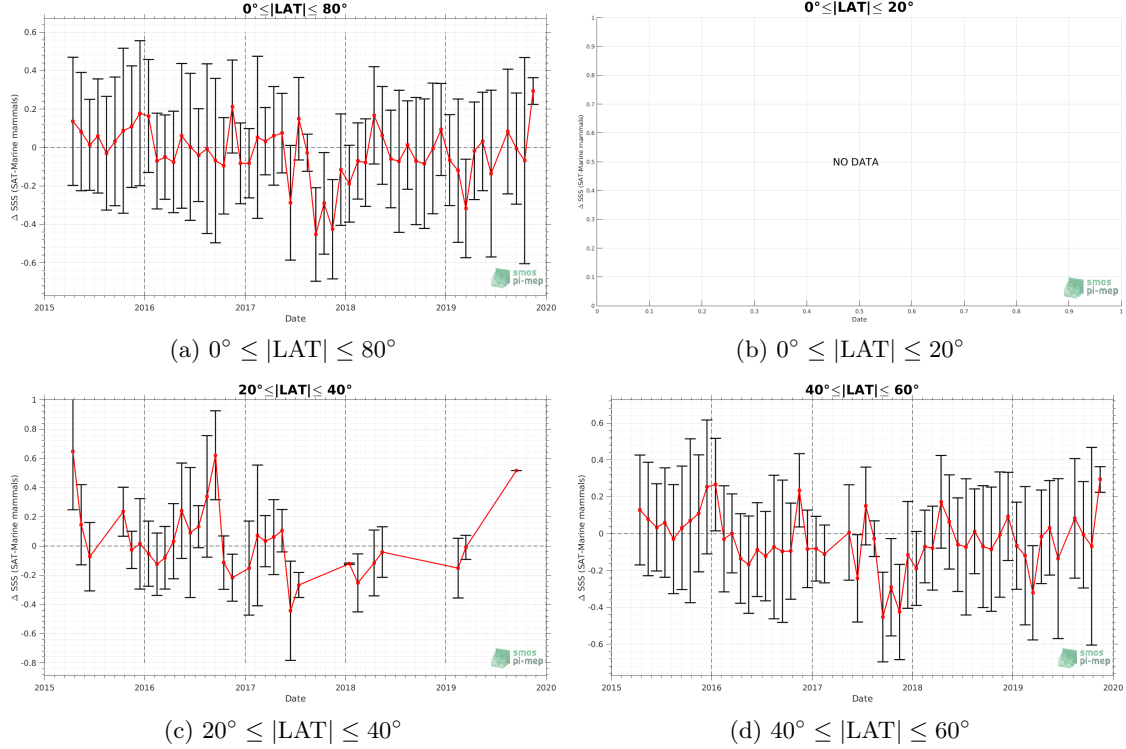 0°≤|LAT|≤ 80°
Δ SSS (SAT-Marine mammals)
0.6
0.4
0.2
0
-0.2
-0.4
-0.6
2015 2016 2017 2018 2019 2020
Date
smos
pi-mep
(a) 0° ≤ |LAT| ≤ 80°
0°≤|LAT|≤ 20°
Δ SSS (SAT-Marine mammals)
1
0.9
0.8
0.7
0.6
0.5
0.4
0.3
0.2
0.1
0
NO DATA
0 0.1 0.2 0.3 0.4 0.5 0.6 0.7 0.8 0.9 1
Date
smos
pi-mep
(b) 0° ≤ |LAT| ≤ 20°
20°≤|LAT|≤ 40°
Δ SSS (SAT-Marine mammals)
1
0.8
0.6
0.4
0.2
0
-0.2
-0.4
-0.6
-0.8
2015 2016 2017 2018 2019 2020
Date
smos
pi-mep
(c) 20° ≤ |LAT| ≤ 40°
40°≤|LAT|≤ 60°
Δ SSS (SAT-Marine mammals)
0.6
0.4
0.2
0
-0.2
-0.4
-0.6
2015 2016 2017 2018 2019 2020
Date
smos
pi-mep
(d) 40° ≤ |LAT| ≤ 60°